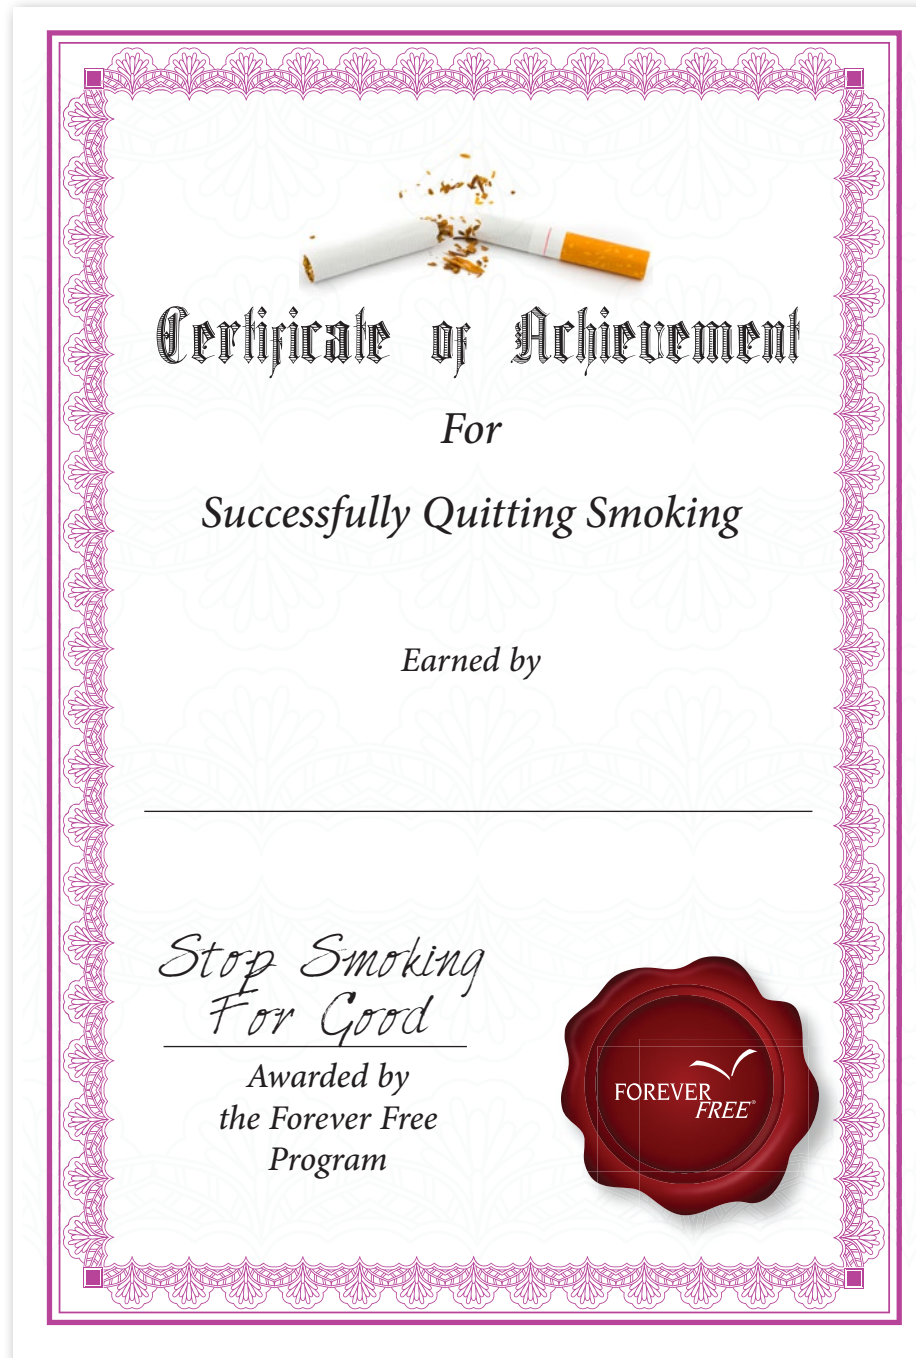 Certificate of Achievement
For
Successfully Quitting Smoking
Earned by
Stop Smoking
For Good
Awarded by
the Forever Free
Program
FOREVER
FREE®